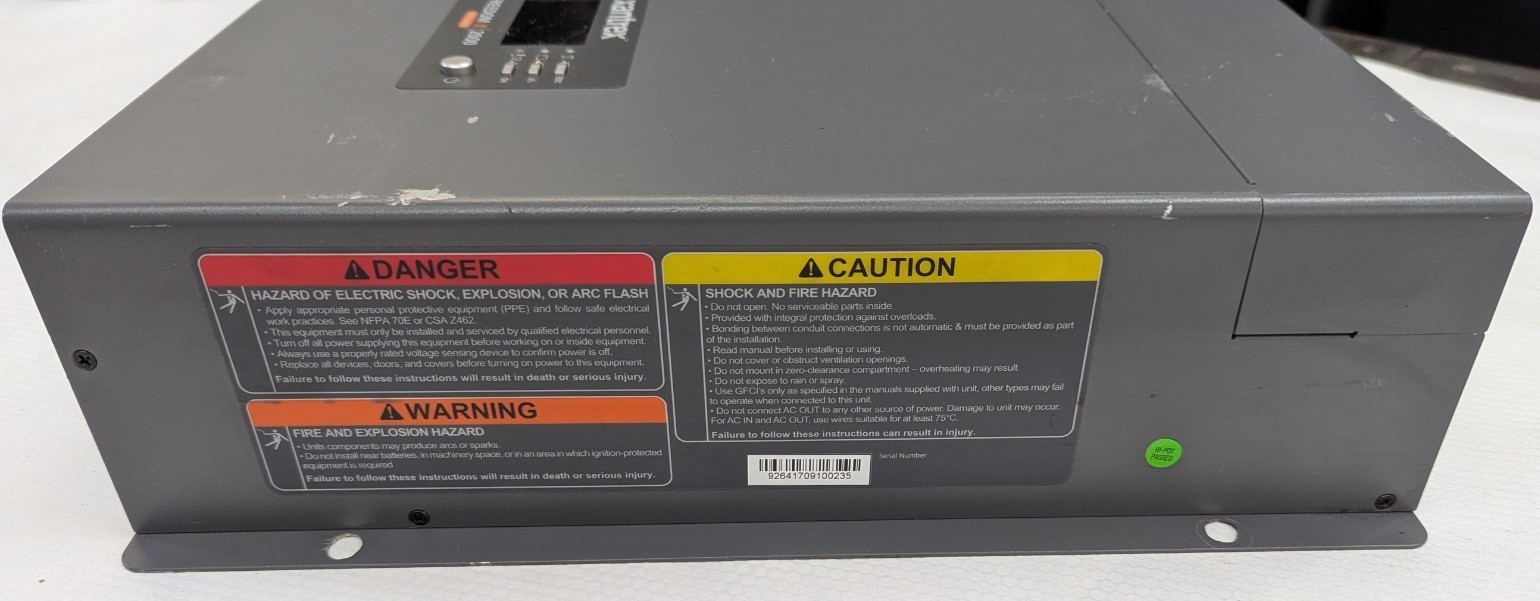 xantrex
FREEDOM X 2000
⚠DANGER
HAZARD OF ELECTRIC SHOCK, EXPLOSION, OR ARC FLASH
• Apply appropriate personal protective equipment (PPE) and follow safe electrical
work practices. See NFPA 70E or CSA Z462.
• This equipment must only be installed and serviced by qualified electrical personnel.
• Turn off all power supplying this equipment before working on or inside equipment.
• Always use a properly rated voltage sensing device to confirm power is off.
• Replace all devices, doors, and covers before turning on power to this equipment.
Failure to follow these instructions will result in death or serious injury.
⚠WARNING
FIRE AND EXPLOSION HAZARD
• Units components may produce arcs or sparks.
• Do not install near batteries, in machinery space, or in an area in which ignition-protected
equipment is required
Failure to follow these instructions will result in death or serious injury.
⚠CAUTION
SHOCK AND FIRE HAZARD
• Do not open. No serviceable parts inside.
• Provided with integral protection against overloads.
• Bonding between conduit connections is not automatic & must be provided as part
of the installation.
• Read manual before installing or using.
• Do not cover or obstruct ventilation openings.
• Do not mount in zero-clearance compartment – overheating may result.
• Do not expose to rain or spray.
• Use GFCI's only as specified in the manuals supplied with unit, other types may fail
to operate when connected to this unit.
• Do not connect AC OUT to any other source of power. Damage to unit may occur.
For AC IN and AC OUT, use wires suitable for at least 75°C.
Failure to follow these instructions can result in injury.
Serial Number
92641709100235
HI-POT
PASSED